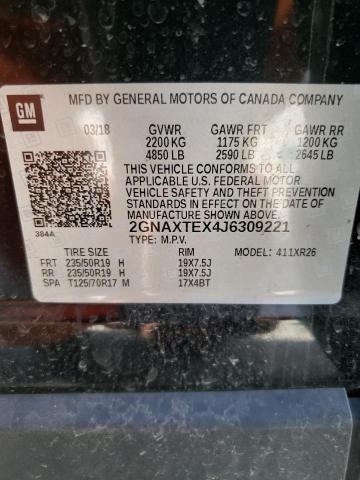 GM
MFD BY GENERAL MOTORS OF CANADA COMPANY
03/18 GVWR GAWR FRT GAWR RR
2200 KG 1175 KG 1200 KG
4850 LB 2590 LB 2645 LB
THIS VEHICLE CONFORMS TO ALL
APPLICABLE U.S. FEDERAL MOTOR
VEHICLE SAFETY AND THEFT PREVENTION
STANDARDS IN EFFECT ON THE DATE OF
MANUFACTURE SHOWN ABOVE.
384A 2GNAXTEX4J6309221
TYPE: M.P.V. MODEL: 411XR26
TIRE SIZE RIM
FRT 235/50R19 H 19X7.5J
RR 235/50R19 H 19X7.5J
SPA T125/70R17 M 17X4BT